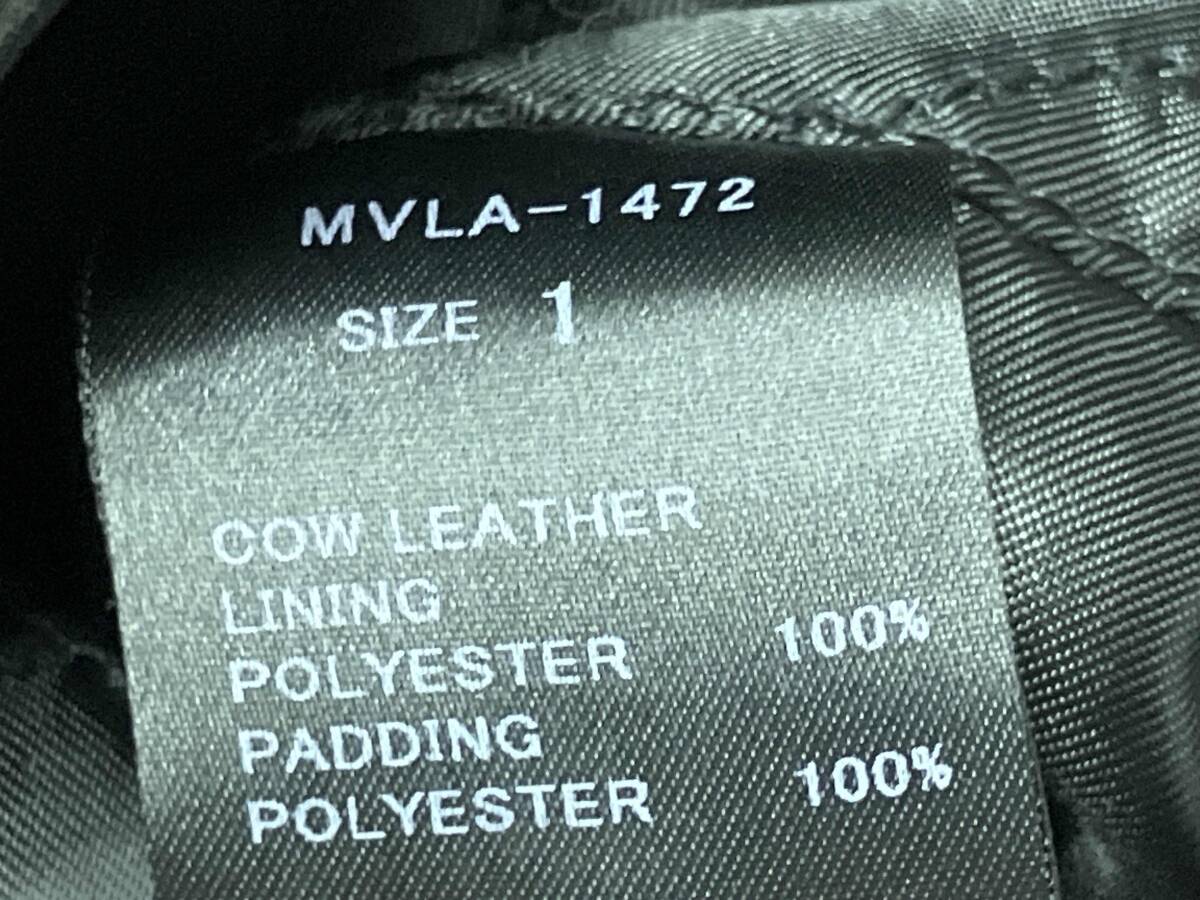 MVLA-1472
SIZE 1
COW LEATHER
LINING
POLYESTER 100%
PADDING
POLYESTER 100%